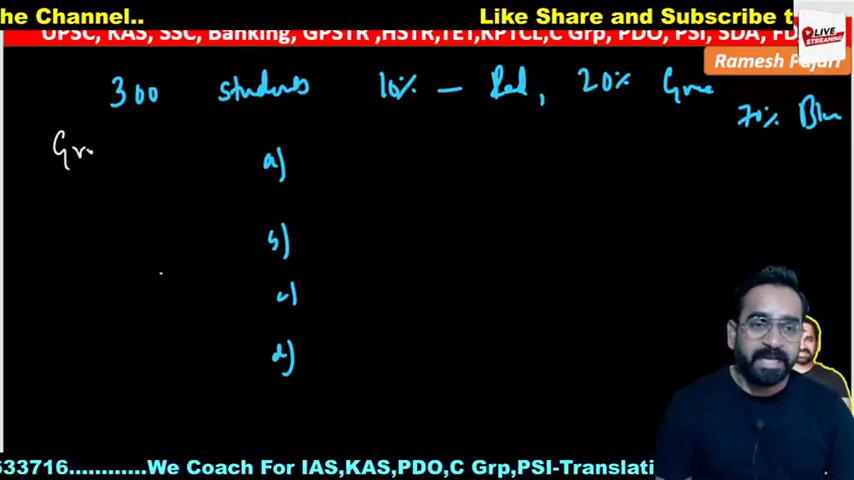 he Channel.. Like Share and Subscribe t
UPSC, KAS, SSC, Banking, GPSTR ,HSTR,TET,KPTCL,C Grp, PDO, PSI, SDA, FD
LIVE
STREAMING
Ramesh Pujari
300 students 10% — Red, 20% Gree
70% Blu
Gr
a)
b)
c)
d)
633716............We Coach For IAS,KAS,PDO,C Grp,PSI-Translati